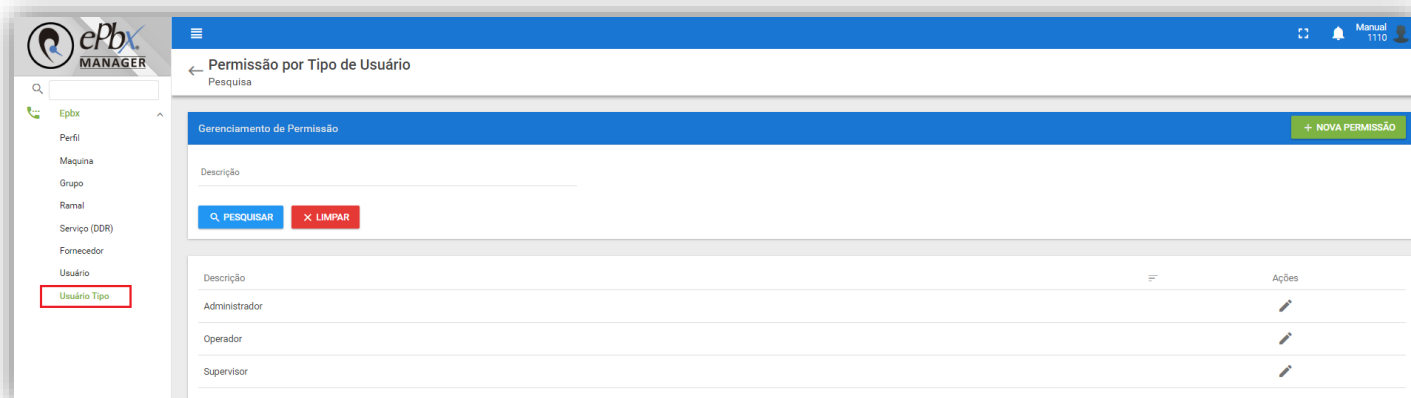 ePbx.
MANAGER
Epbx
Perfil
Maquina
Grupo
Ramal
Serviço (DDR)
Fornecedor
Usuário
Usuário Tipo
Manual
1110
Permissão por Tipo de Usuário
Pesquisa
Gerenciamento de Permissão
+ NOVA PERMISSÃO
Descrição
PESQUISAR
LIMPAR
Descrição Ações
Administrador
Operador
Supervisor